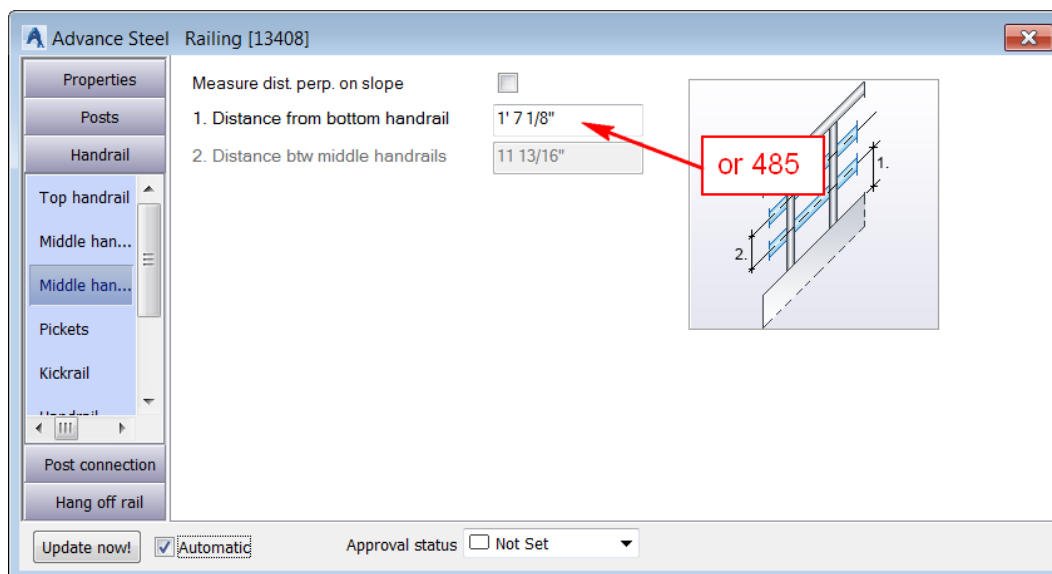 Advance Steel Railing [13408]
Properties
Posts
Handrail
Top handrail
Middle han...
Middle han...
Pickets
Kickrail
Post connection
Hang off rail
Measure dist. perp. on slope
1. Distance from bottom handrail 1' 7 1/8"
2. Distance btw middle handrails 11 13/16"
or 485
1.
2.
Update now! Automatic Approval status Not Set